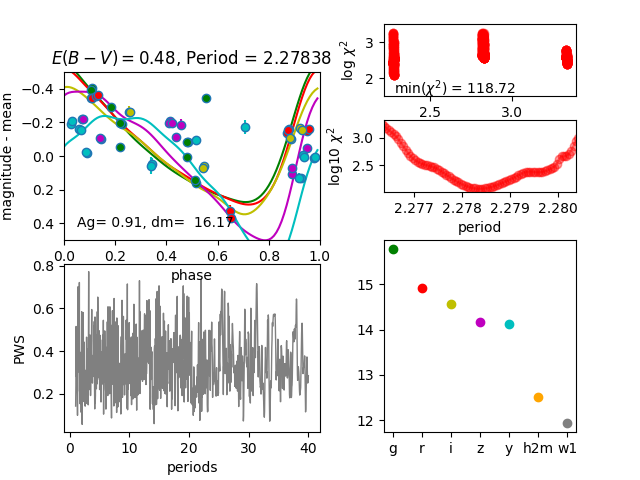 E(B − V) = 0.48, Period = 2.27838
magnitude - mean
−0.4
−0.2
0.0
0.2
0.4
Ag= 0.91, dm=  16.17
0.0 0.2 0.4 0.6 0.8 1.0
phase
log χ²
3
2
min(χ²) = 118.72
2.5 3.0
log10 χ²
3.0
2.5
2.277 2.278 2.279 2.280
period
PWS
0.8
0.6
0.4
0.2
0 10 20 30 40
periods
15
14
13
12
g r i z y h2m w1